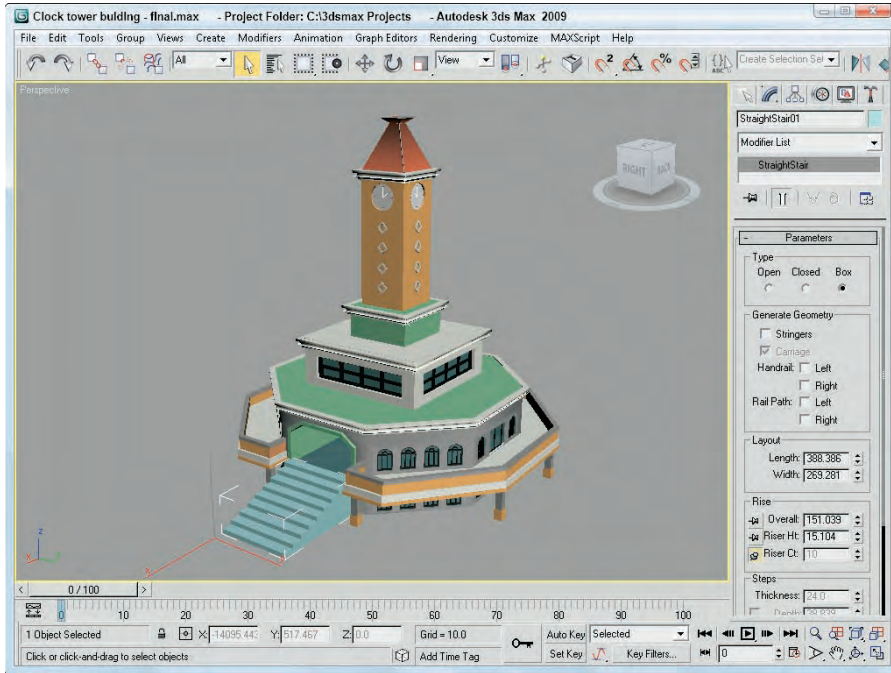 Clock tower bulding - final.max - Project Folder: C:\3dsmax Projects - Autodesk 3ds Max 2009
File Edit Tools Group Views Create Modifiers Animation Graph Editors Rendering Customize MAXScript Help
All
View
Create Selection Sel
Perspective
RIGHT
BACK
StraightStair01
Modifier List
StraightStair
- Parameters
Type
Open Closed Box
Generate Geometry
Stringers
Carriage
Handrail: Left
Right
Rail Path: Left
Right
Layout
Length: 388.386
Width: 269.281
Rise
Overall: 151.039
Riser Ht: 15.104
Riser Ct: 10
Steps
Thickness: 24.0
Depth: 38.839
z
x
0 / 100
0 10 20 30 40 50 60 70 80 90 100
1 Object Selected X: -14095.443 Y: 517.467 Z: 0.0 Grid = 10.0 Auto Key Selected
Click or click-and-drag to select objects Add Time Tag Set Key Key Filters... 0